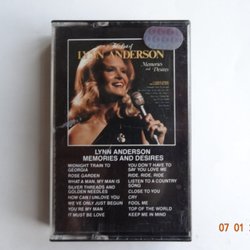 The Best of
LYNN ANDERSON
Memories
and Desires
LYNN ANDERSON
MEMORIES AND DESIRES
MIDNIGHT TRAIN TO
GEORGIA
ROSE GARDEN
WHAT A MAN, MY MAN IS
SILVER THREADS AND
GOLDEN NEEDLES
HOW CAN I UNLOVE YOU
WE'VE ONLY JUST BEGUN
YOU'RE MY MAN
IT MUST BE LOVE
YOU DON'T HAVE TO
SAY YOU LOVE ME
RIDE, RIDE, RIDE
LISTEN TO A COUNTRY
SONG
CLOSE TO YOU
CRY
FOOL ME
TOP OF THE WORLD
KEEP ME IN MIND
07 01